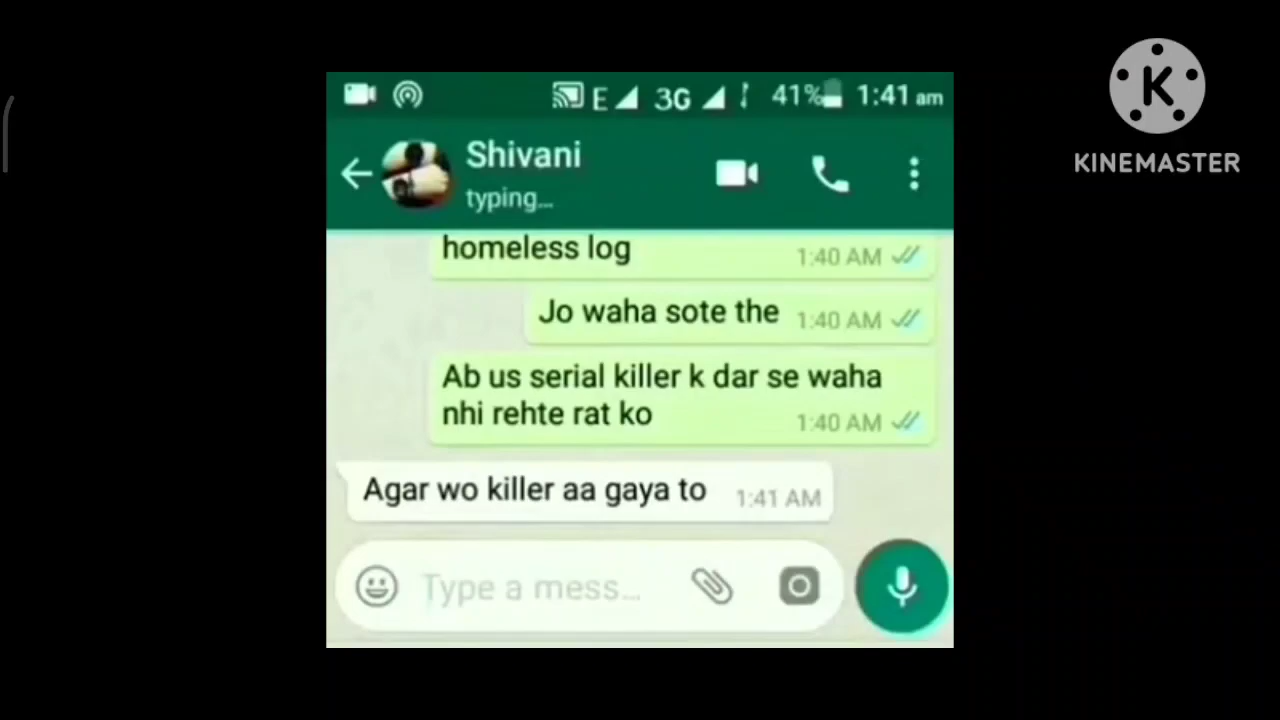 E 3G 41% 1:41 am
K
KINEMASTER
Shivani
typing...
homeless log 1:40 AM
Jo waha sote the 1:40 AM
Ab us serial killer k dar se waha
nhi rehte rat ko 1:40 AM
Agar wo killer aa gaya to 1:41 AM
Type a mess...